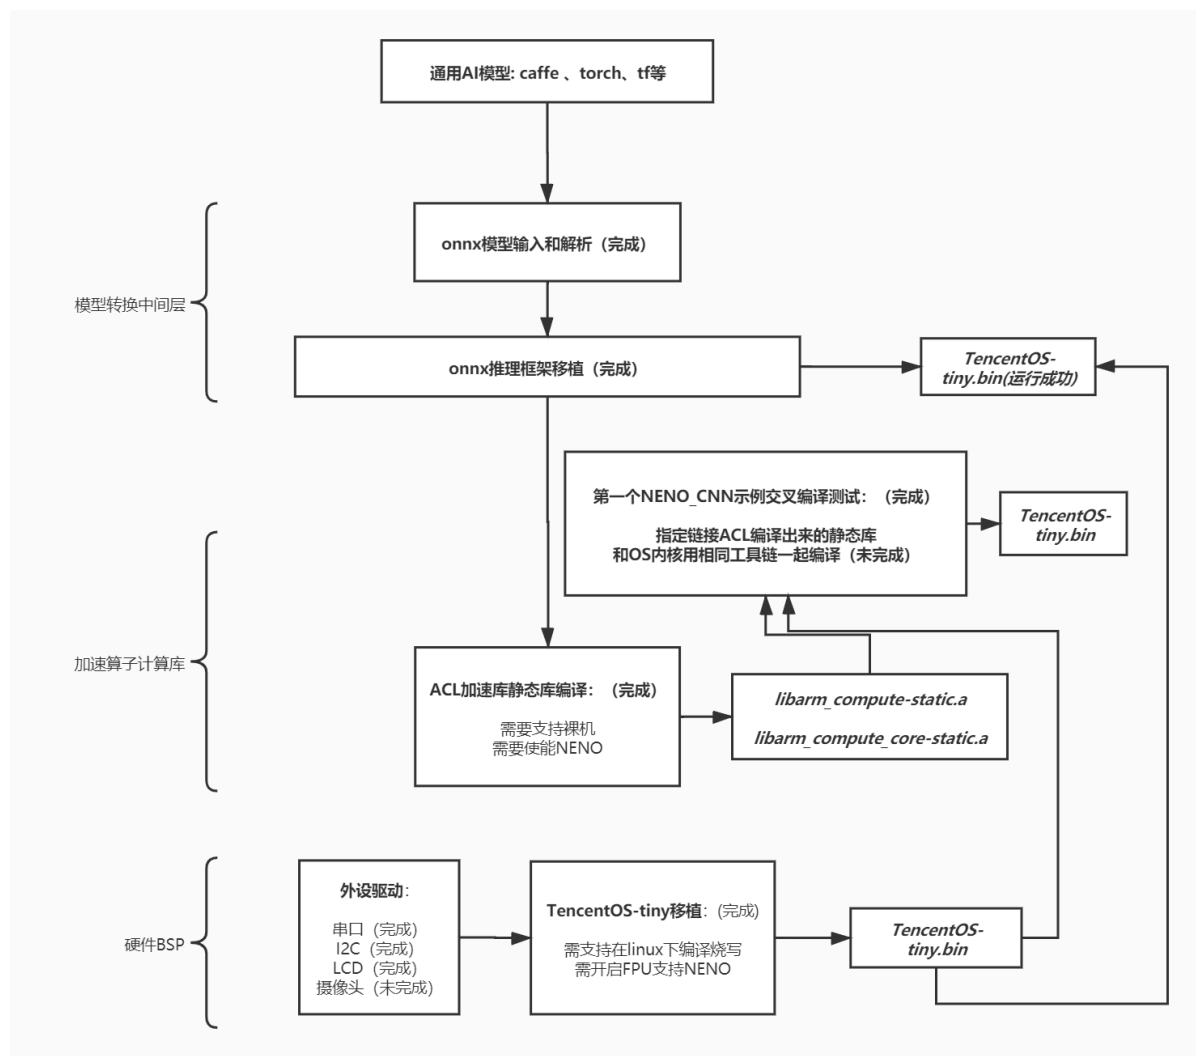 通用AI模型: caffe 、torch、tf等
onnx模型输入和解析（完成）
模型转换中间层
onnx推理框架移植（完成）
TencentOS-
tiny.bin(运行成功)
第一个NENO_CNN示例交叉编译测试：（完成）
指定链接ACL编译出来的静态库
和OS内核用相同工具链一起编译（未完成）
TencentOS-
tiny.bin
加速算子计算库
ACL加速库静态库编译：（完成）
需要支持裸机
需要使能NENO
libarm_compute-static.a
libarm_compute_core-static.a
硬件BSP
外设驱动：
串口（完成）
I2C（完成）
LCD（完成）
摄像头（未完成）
TencentOS-tiny移植：(完成)
需支持在linux下编译烧写
需开启FPU支持NENO
TencentOS-
tiny.bin